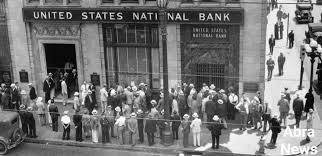 UNITED STATES NATIONAL BANK
UNITED STATES
NATIONAL BANK
Abra
News